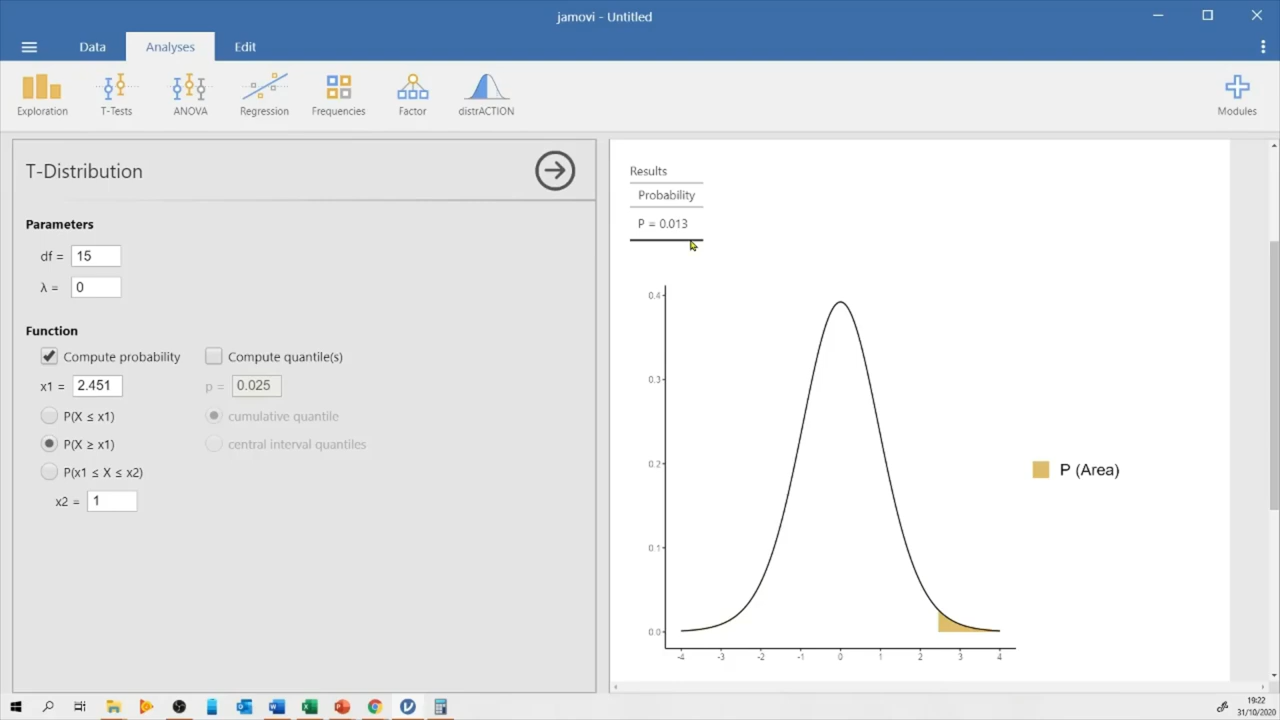 jamovi - Untitled
Data Analyses Edit
Exploration T-Tests ANOVA Regression Frequencies Factor distrACTION Modules
T-Distribution
Parameters
df = 15
λ = 0
Function
Compute probability Compute quantile(s)
x1 = 2.451 p = 0.025
P(X ≤ x1) cumulative quantile
P(X ≥ x1) central interval quantiles
P(x1 ≤ X ≤ x2)
x2 = 1
Results
Probability
P = 0.013
0.4
0.3
0.2
0.1
0.0
-4 -3 -2 -1 0 1 2 3 4
P (Area)
19:22
31/10/2020